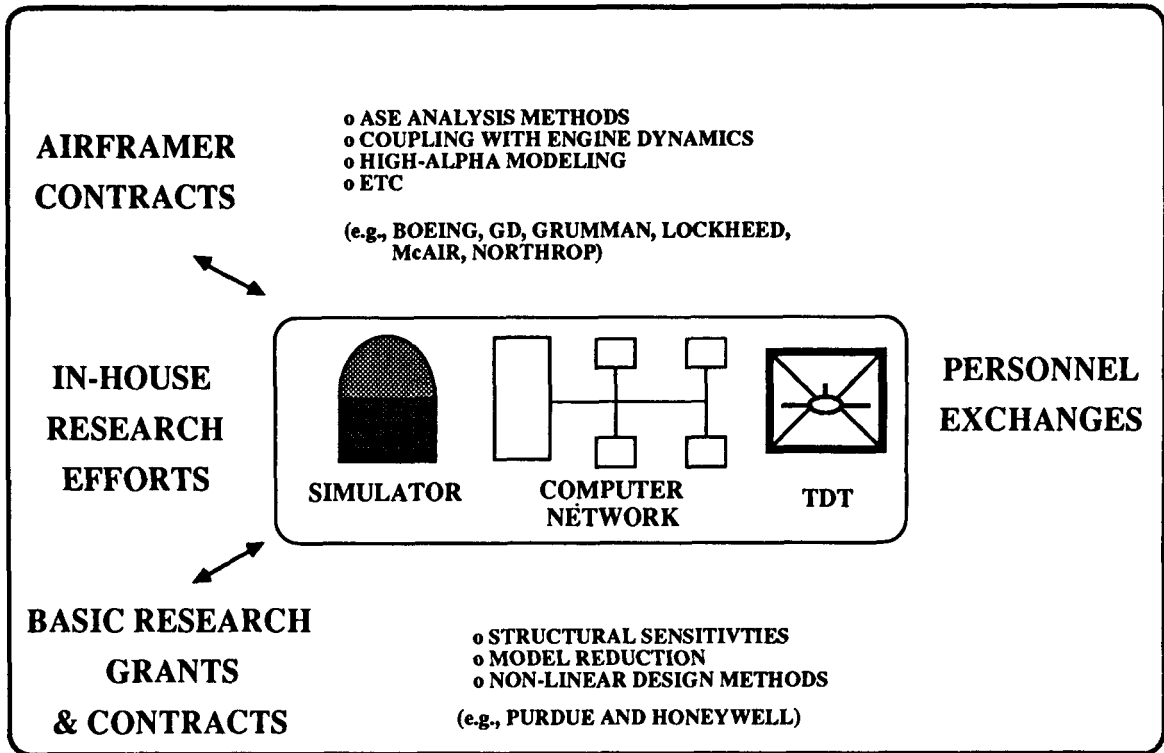 AIRFRAMER
CONTRACTS
o ASE ANALYSIS METHODS
o COUPLING WITH ENGINE DYNAMICS
o HIGH-ALPHA MODELING
o ETC
(e.g., BOEING, GD, GRUMMAN, LOCKHEED,
McAIR, NORTHROP)
IN-HOUSE
RESEARCH
EFFORTS
SIMULATOR
COMPUTER
NETWORK
TDT
PERSONNEL
EXCHANGES
BASIC RESEARCH
GRANTS
& CONTRACTS
o STRUCTURAL SENSITIVTIES
o MODEL REDUCTION
o NON-LINEAR DESIGN METHODS
(e.g., PURDUE AND HONEYWELL)